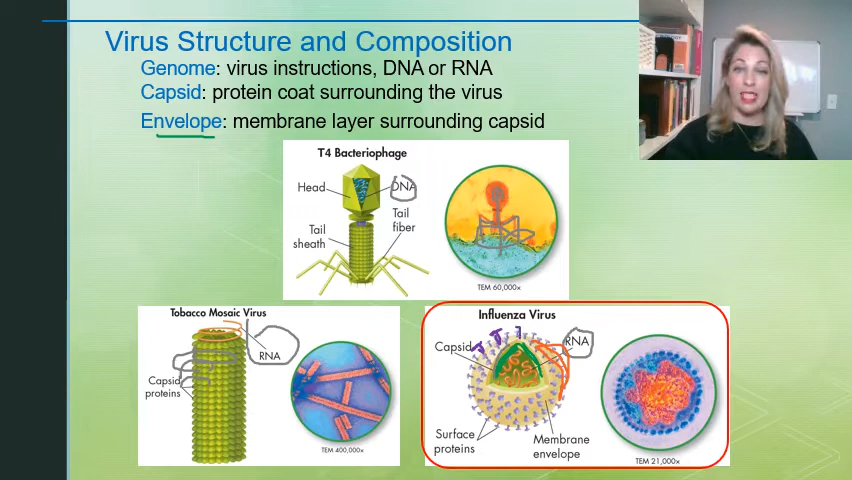 Virus Structure and Composition
Genome: virus instructions, DNA or RNA
Capsid: protein coat surrounding the virus
Envelope: membrane layer surrounding capsid
T4 Bacteriophage
Head
DNA
Tail
fiber
Tail
sheath
TEM 60,000×
Tobacco Mosaic Virus
RNA
Capsid
proteins
TEM 400,000×
Influenza Virus
Capsid
RNA
Surface
proteins
Membrane
envelope
TEM 21,000×